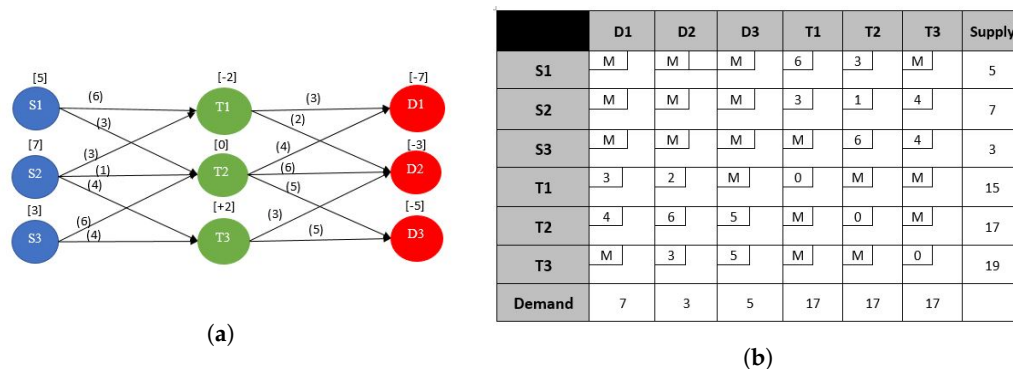 [5] [-2] [-7]
S1 (6) T1 (3) D1
(3) (2)
[7] [0] [-3]
(3) (4)
S2 (1) T2 (6) D2
(4) (5)
[3] [+2] [-5]
(6) (3)
S3 (4) T3 (5) D3
(a)
D1 D2 D3 T1 T2 T3 Supply
S1 M M M 6 3 M 5
S2 M M M 3 1 4 7
S3 M M M M 6 4 3
T1 3 2 M 0 M M 15
T2 4 6 5 M 0 M 17
T3 M 3 5 M M 0 19
Demand 7 3 5 17 17 17
(b)